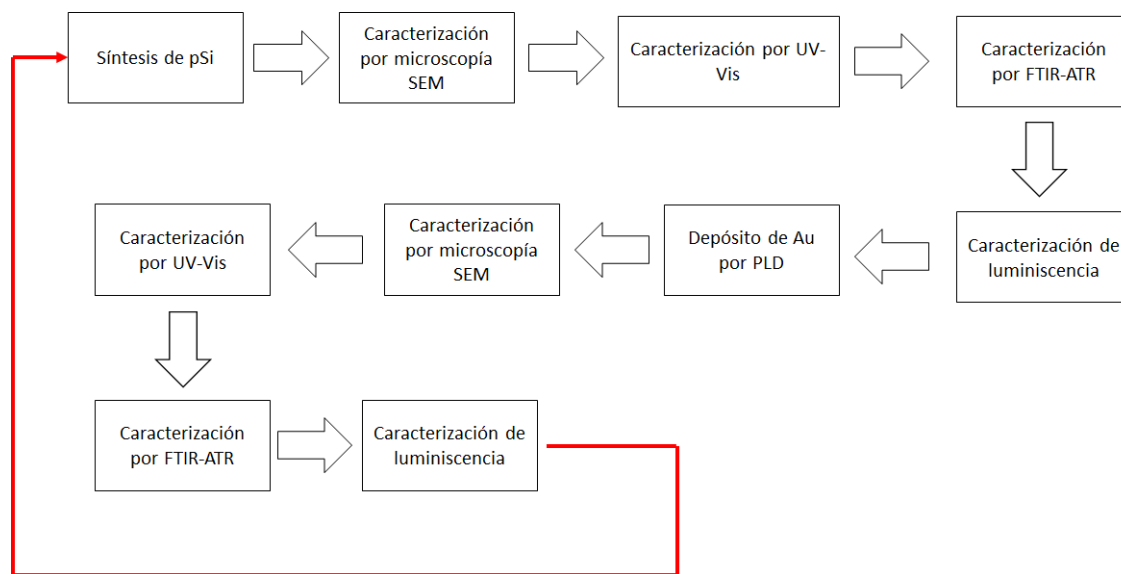 Síntesis de pSi
Caracterización
por microscopía
SEM
Caracterización por UV-
Vis
Caracterización
por FTIR-ATR
Caracterización
por UV-Vis
Caracterización
por microscopía
SEM
Depósito de Au
por PLD
Caracterización de
luminiscencia
Caracterización
por FTIR-ATR
Caracterización de
luminiscencia